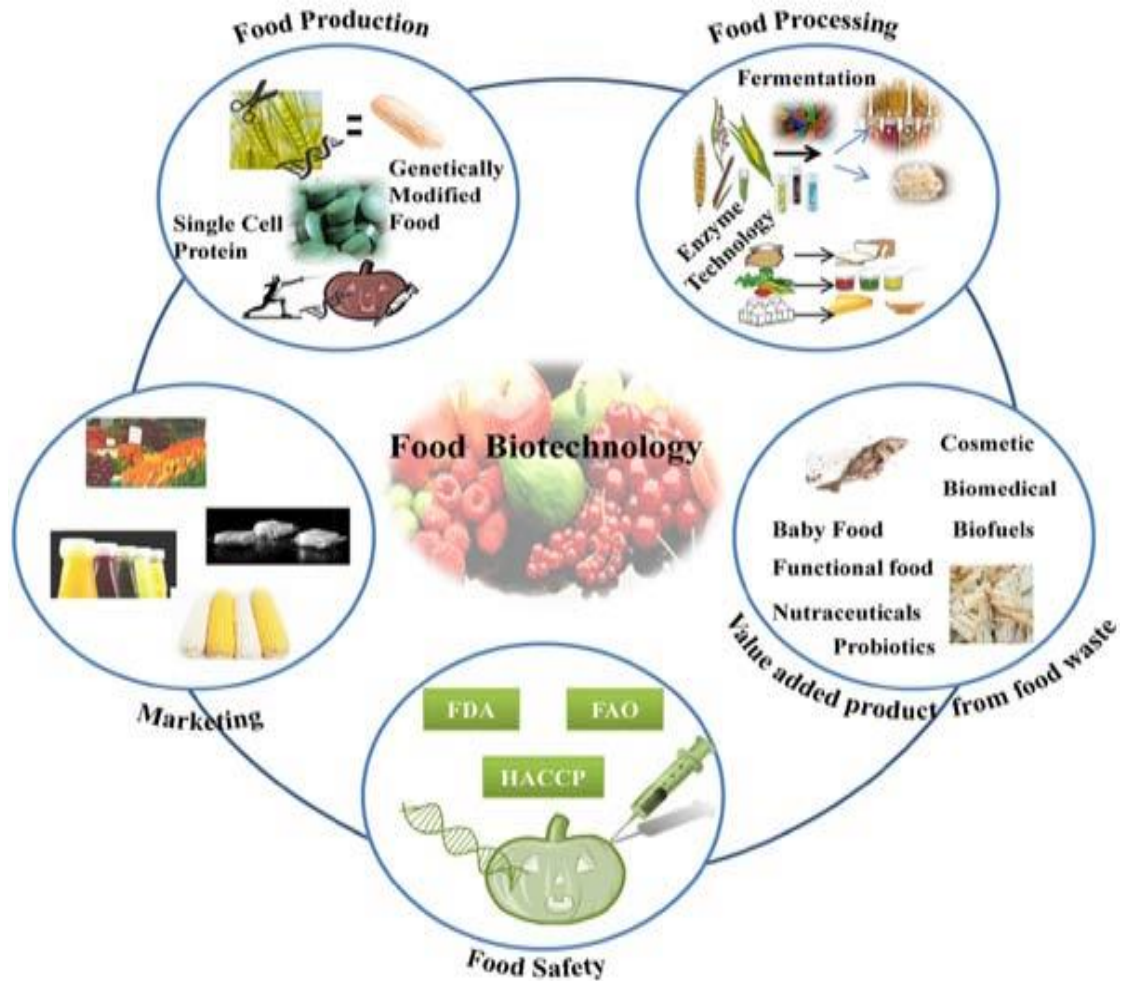 Food Production
Genetically
Modified
Food
Single Cell
Protein
Food Processing
Fermentation
Enzyme
Technology
Food Biotechnology
Marketing
Cosmetic
Biomedical
Baby Food
Biofuels
Functional food
Nutraceuticals
Probiotics
Value added product from food waste
FDA
FAO
HACCP
Food Safety